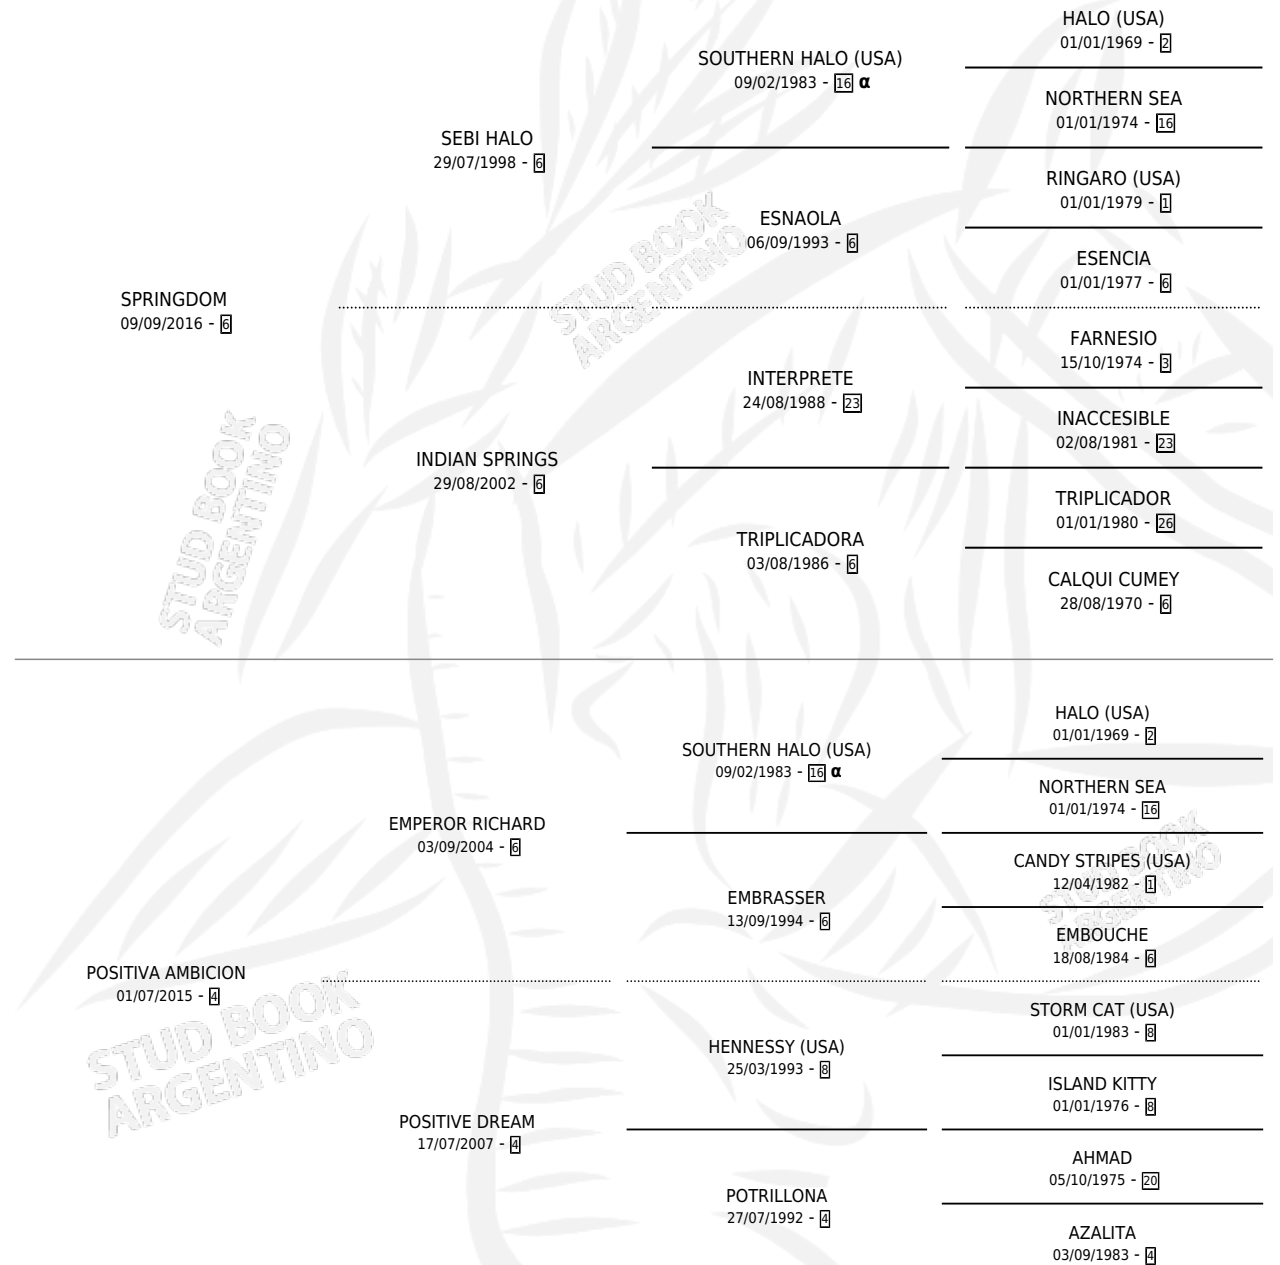 HALO (USA)
01/01/1969 - 2
SOUTHERN HALO (USA)
09/02/1983 - 16 α
NORTHERN SEA
01/01/1974 - 16
SEBI HALO
29/07/1998 - 6
RINGARO (USA)
01/01/1979 - 1
ESNAOLA
06/09/1993 - 6
ESENCIA
01/01/1977 - 6
SPRINGDOM
09/09/2016 - 6
FARNESIO
15/10/1974 - 3
INTERPRETE
24/08/1988 - 23
INACCESIBLE
02/08/1981 - 23
INDIAN SPRINGS
29/08/2002 - 6
TRIPLICADOR
01/01/1980 - 26
TRIPLICADORA
03/08/1986 - 6
CALQUI CUMEY
28/08/1970 - 6
STUD BOOK
ARGENTINO
STUD BOOK
ARGENTINO
HALO (USA)
01/01/1969 - 2
SOUTHERN HALO (USA)
09/02/1983 - 16 α
NORTHERN SEA
01/01/1974 - 16
EMPEROR RICHARD
03/09/2004 - 6
CANDY STRIPES (USA)
12/04/1982 - 1
EMBRASSER
13/09/1994 - 6
EMBOUCHE
18/08/1984 - 6
POSITIVA AMBICION
01/07/2015 - 4
STORM CAT (USA)
01/01/1983 - 8
HENNESSY (USA)
25/03/1993 - 8
ISLAND KITTY
01/01/1976 - 8
POSITIVE DREAM
17/07/2007 - 4
AHMAD
05/10/1975 - 20
POTRILLONA
27/07/1992 - 4
AZALITA
03/09/1983 - 4
STUD BOOK
ARGENTINO
STUD BOOK
ARGENTINO